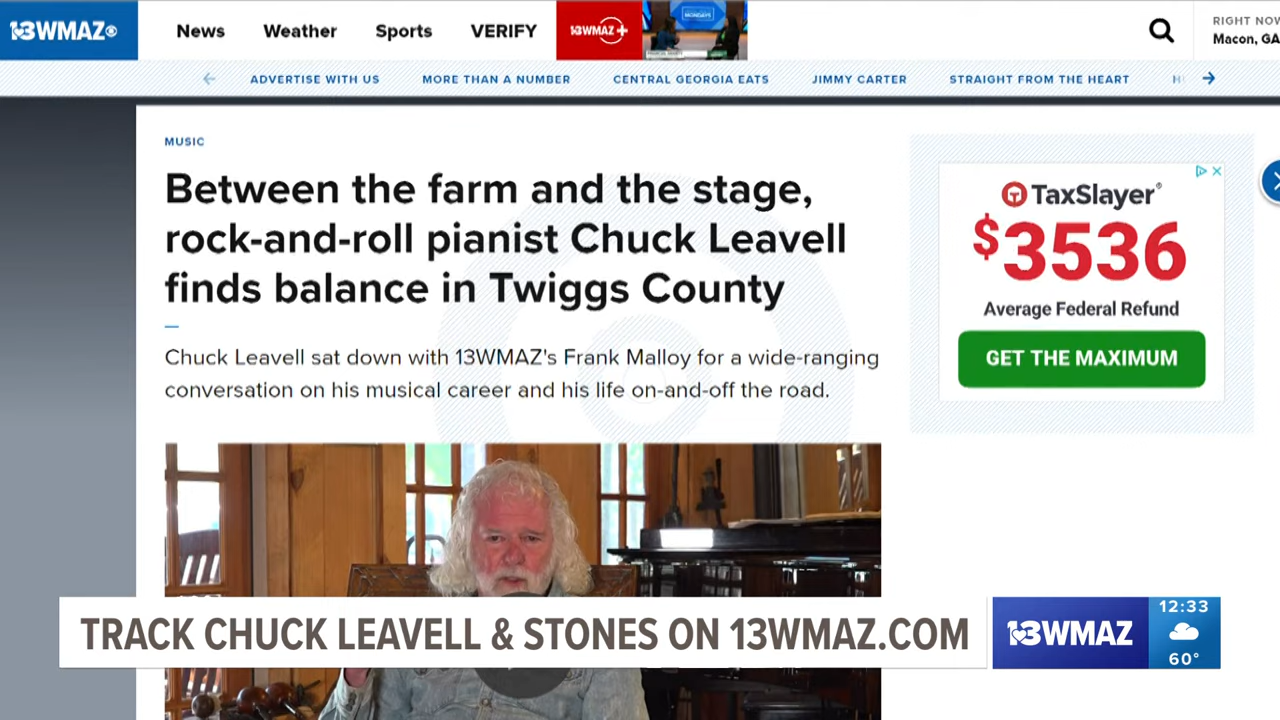 13WMAZ
News
Weather
Sports
VERIFY
13WMAZ+
MONDAYS
RIGHT NOW
Macon, GA
ADVERTISE WITH US
MORE THAN A NUMBER
CENTRAL GEORGIA EATS
JIMMY CARTER
STRAIGHT FROM THE HEART
MUSIC
Between the farm and the stage,
rock-and-roll pianist Chuck Leavell
finds balance in Twiggs County
Chuck Leavell sat down with 13WMAZ's Frank Malloy for a wide-ranging
conversation on his musical career and his life on-and-off the road.
TaxSlayer®
$3536
Average Federal Refund
GET THE MAXIMUM
TRACK CHUCK LEAVELL & STONES ON 13WMAZ.COM
13WMAZ
12:33
60°